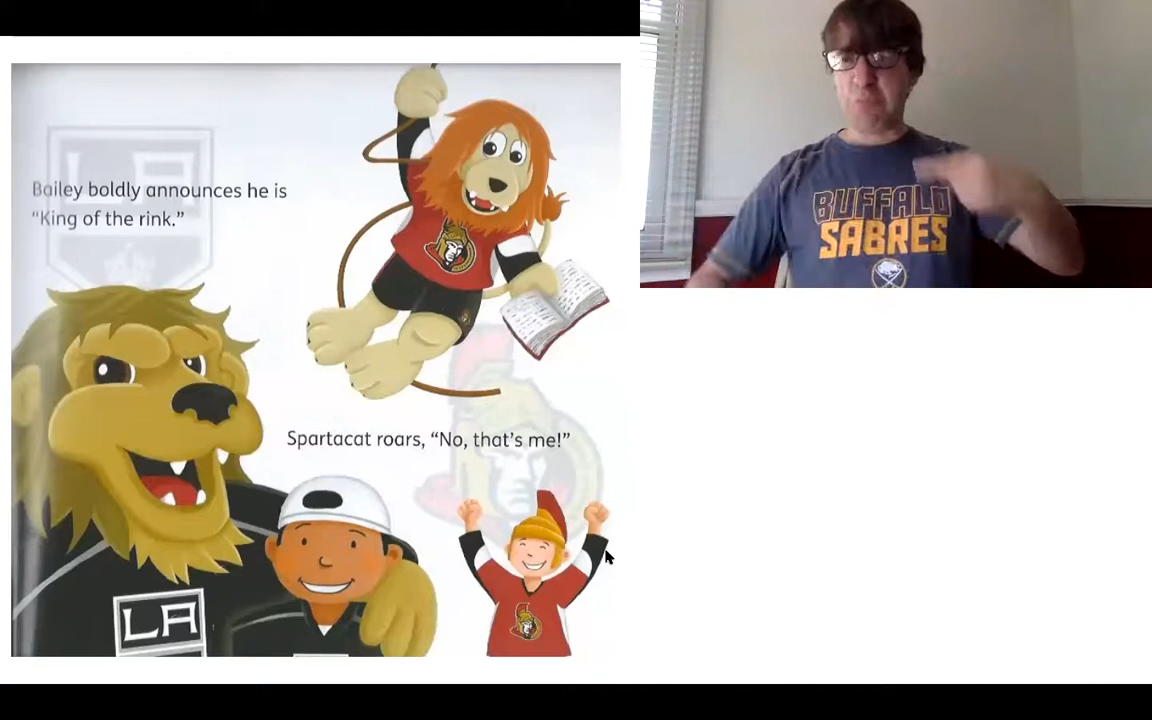 Bailey boldly announces he is
“King of the rink.”
Spartacat roars, “No, that’s me!”
LA
BUFFALO
SABRES